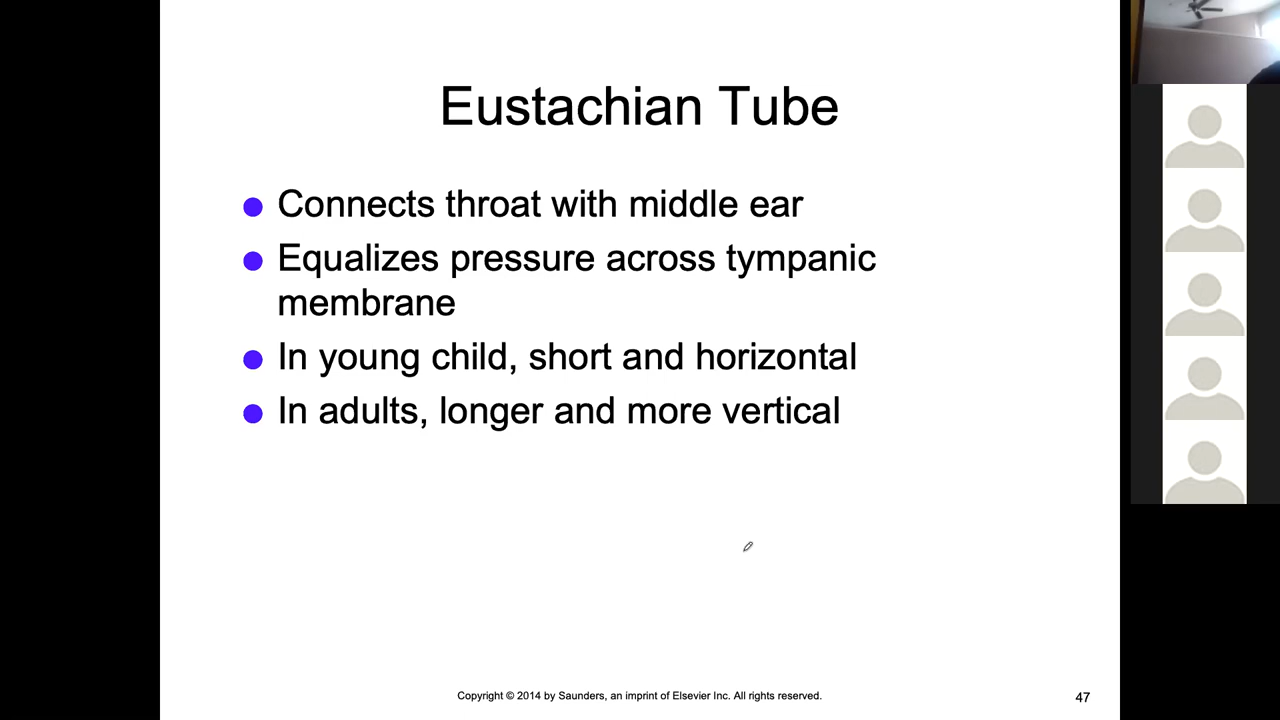 Eustachian Tube
Connects throat with middle ear
Equalizes pressure across tympanic
membrane
In young child, short and horizontal
In adults, longer and more vertical
Copyright © 2014 by Saunders, an imprint of Elsevier Inc. All rights reserved.
47